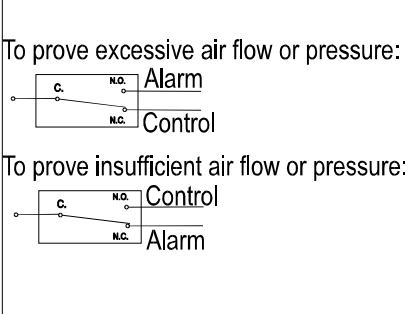 To prove excessive air flow or pressure:
C. N.O. Alarm
N.C. Control
To prove insufficient air flow or pressure:
C. N.O. Control
N.C. Alarm